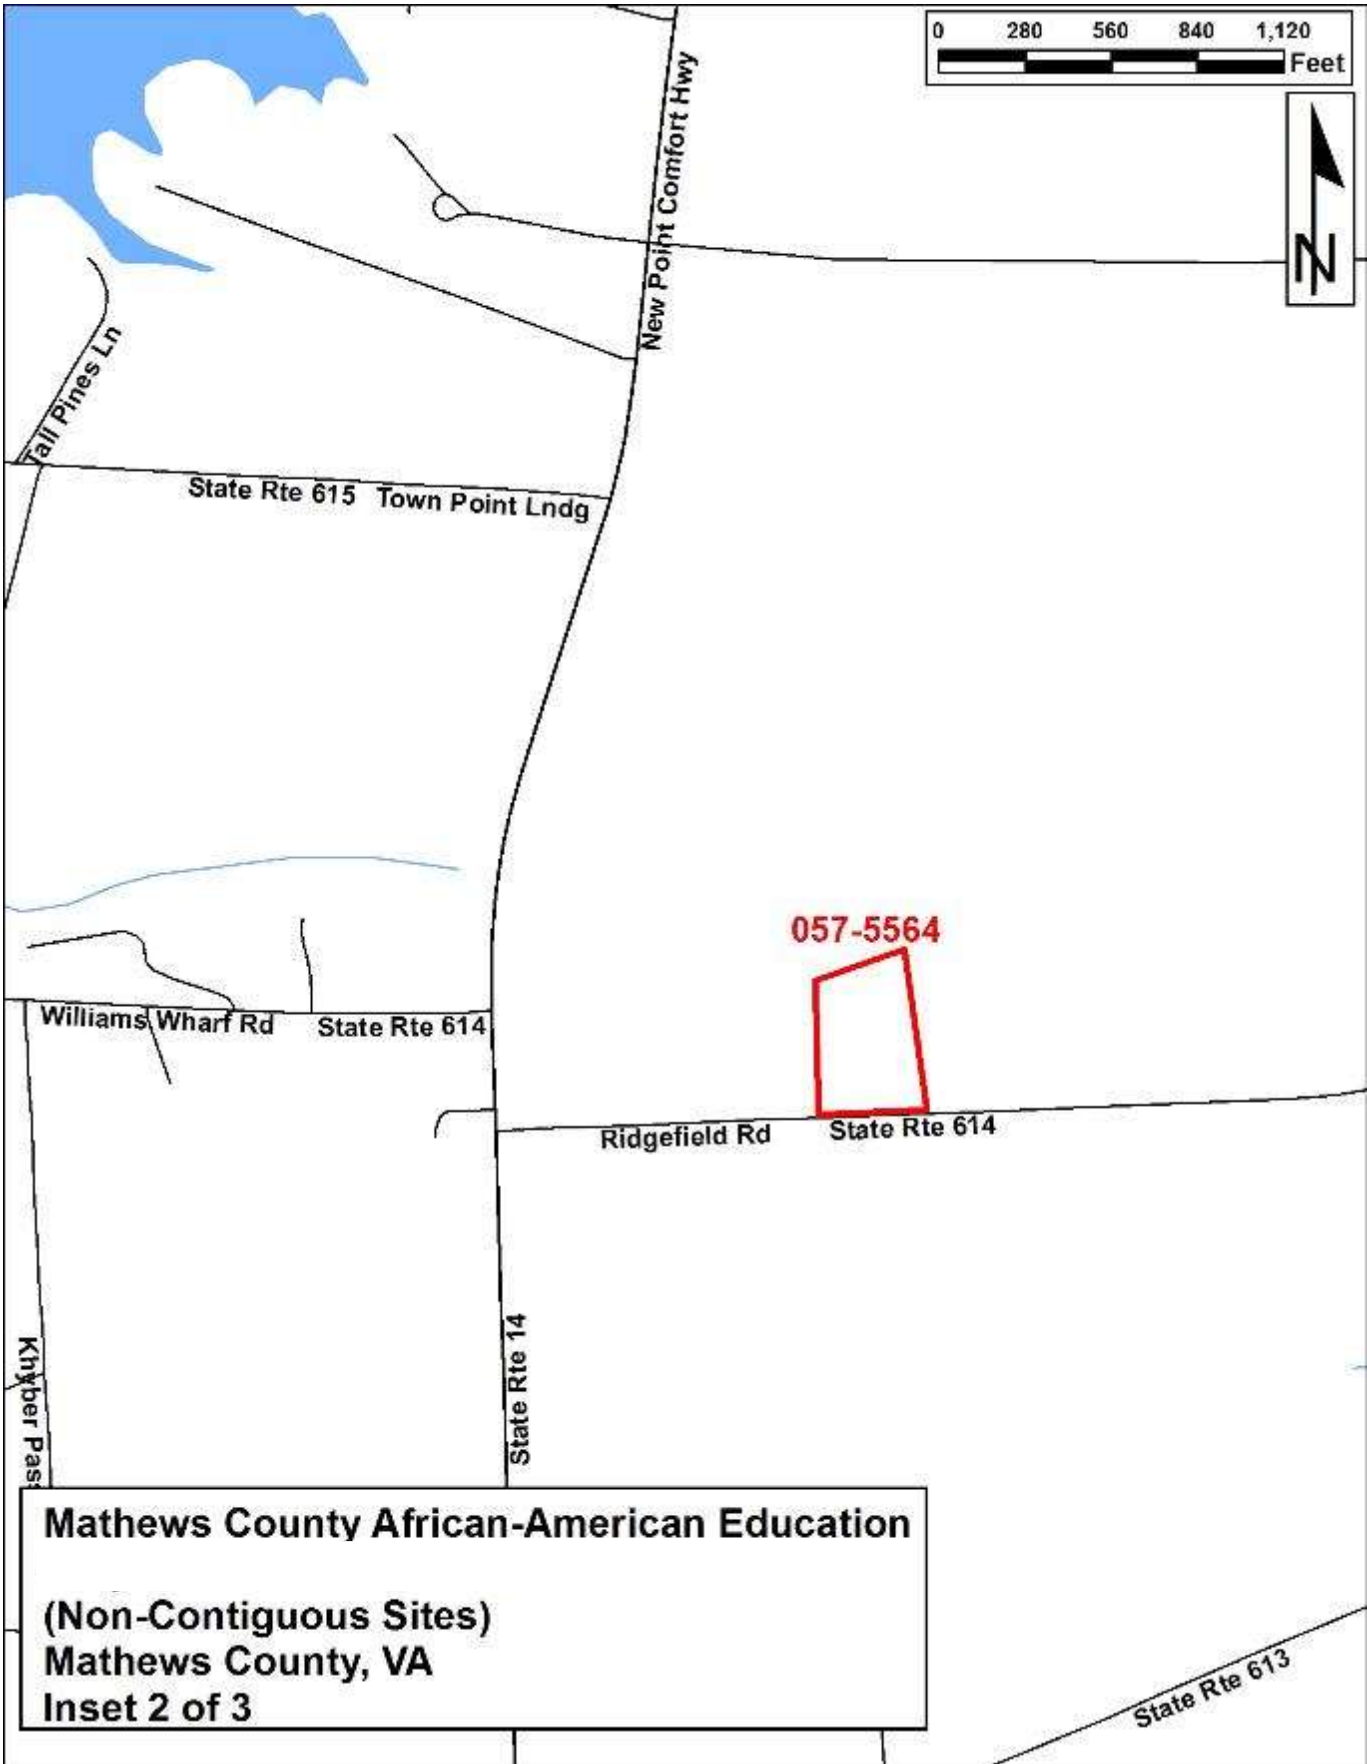 0 280 560 840 1,120
Feet
N
New Point Comfort Hwy
Tall Pines Ln
State Rte 615 Town Point Lndg
057-5564
Williams Wharf Rd State Rte 614
Ridgefield Rd State Rte 614
State Rte 14
Khyber Pass
Mathews County African-American Education
(Non-Contiguous Sites)
Mathews County, VA
Inset 2 of 3
State Rte 613